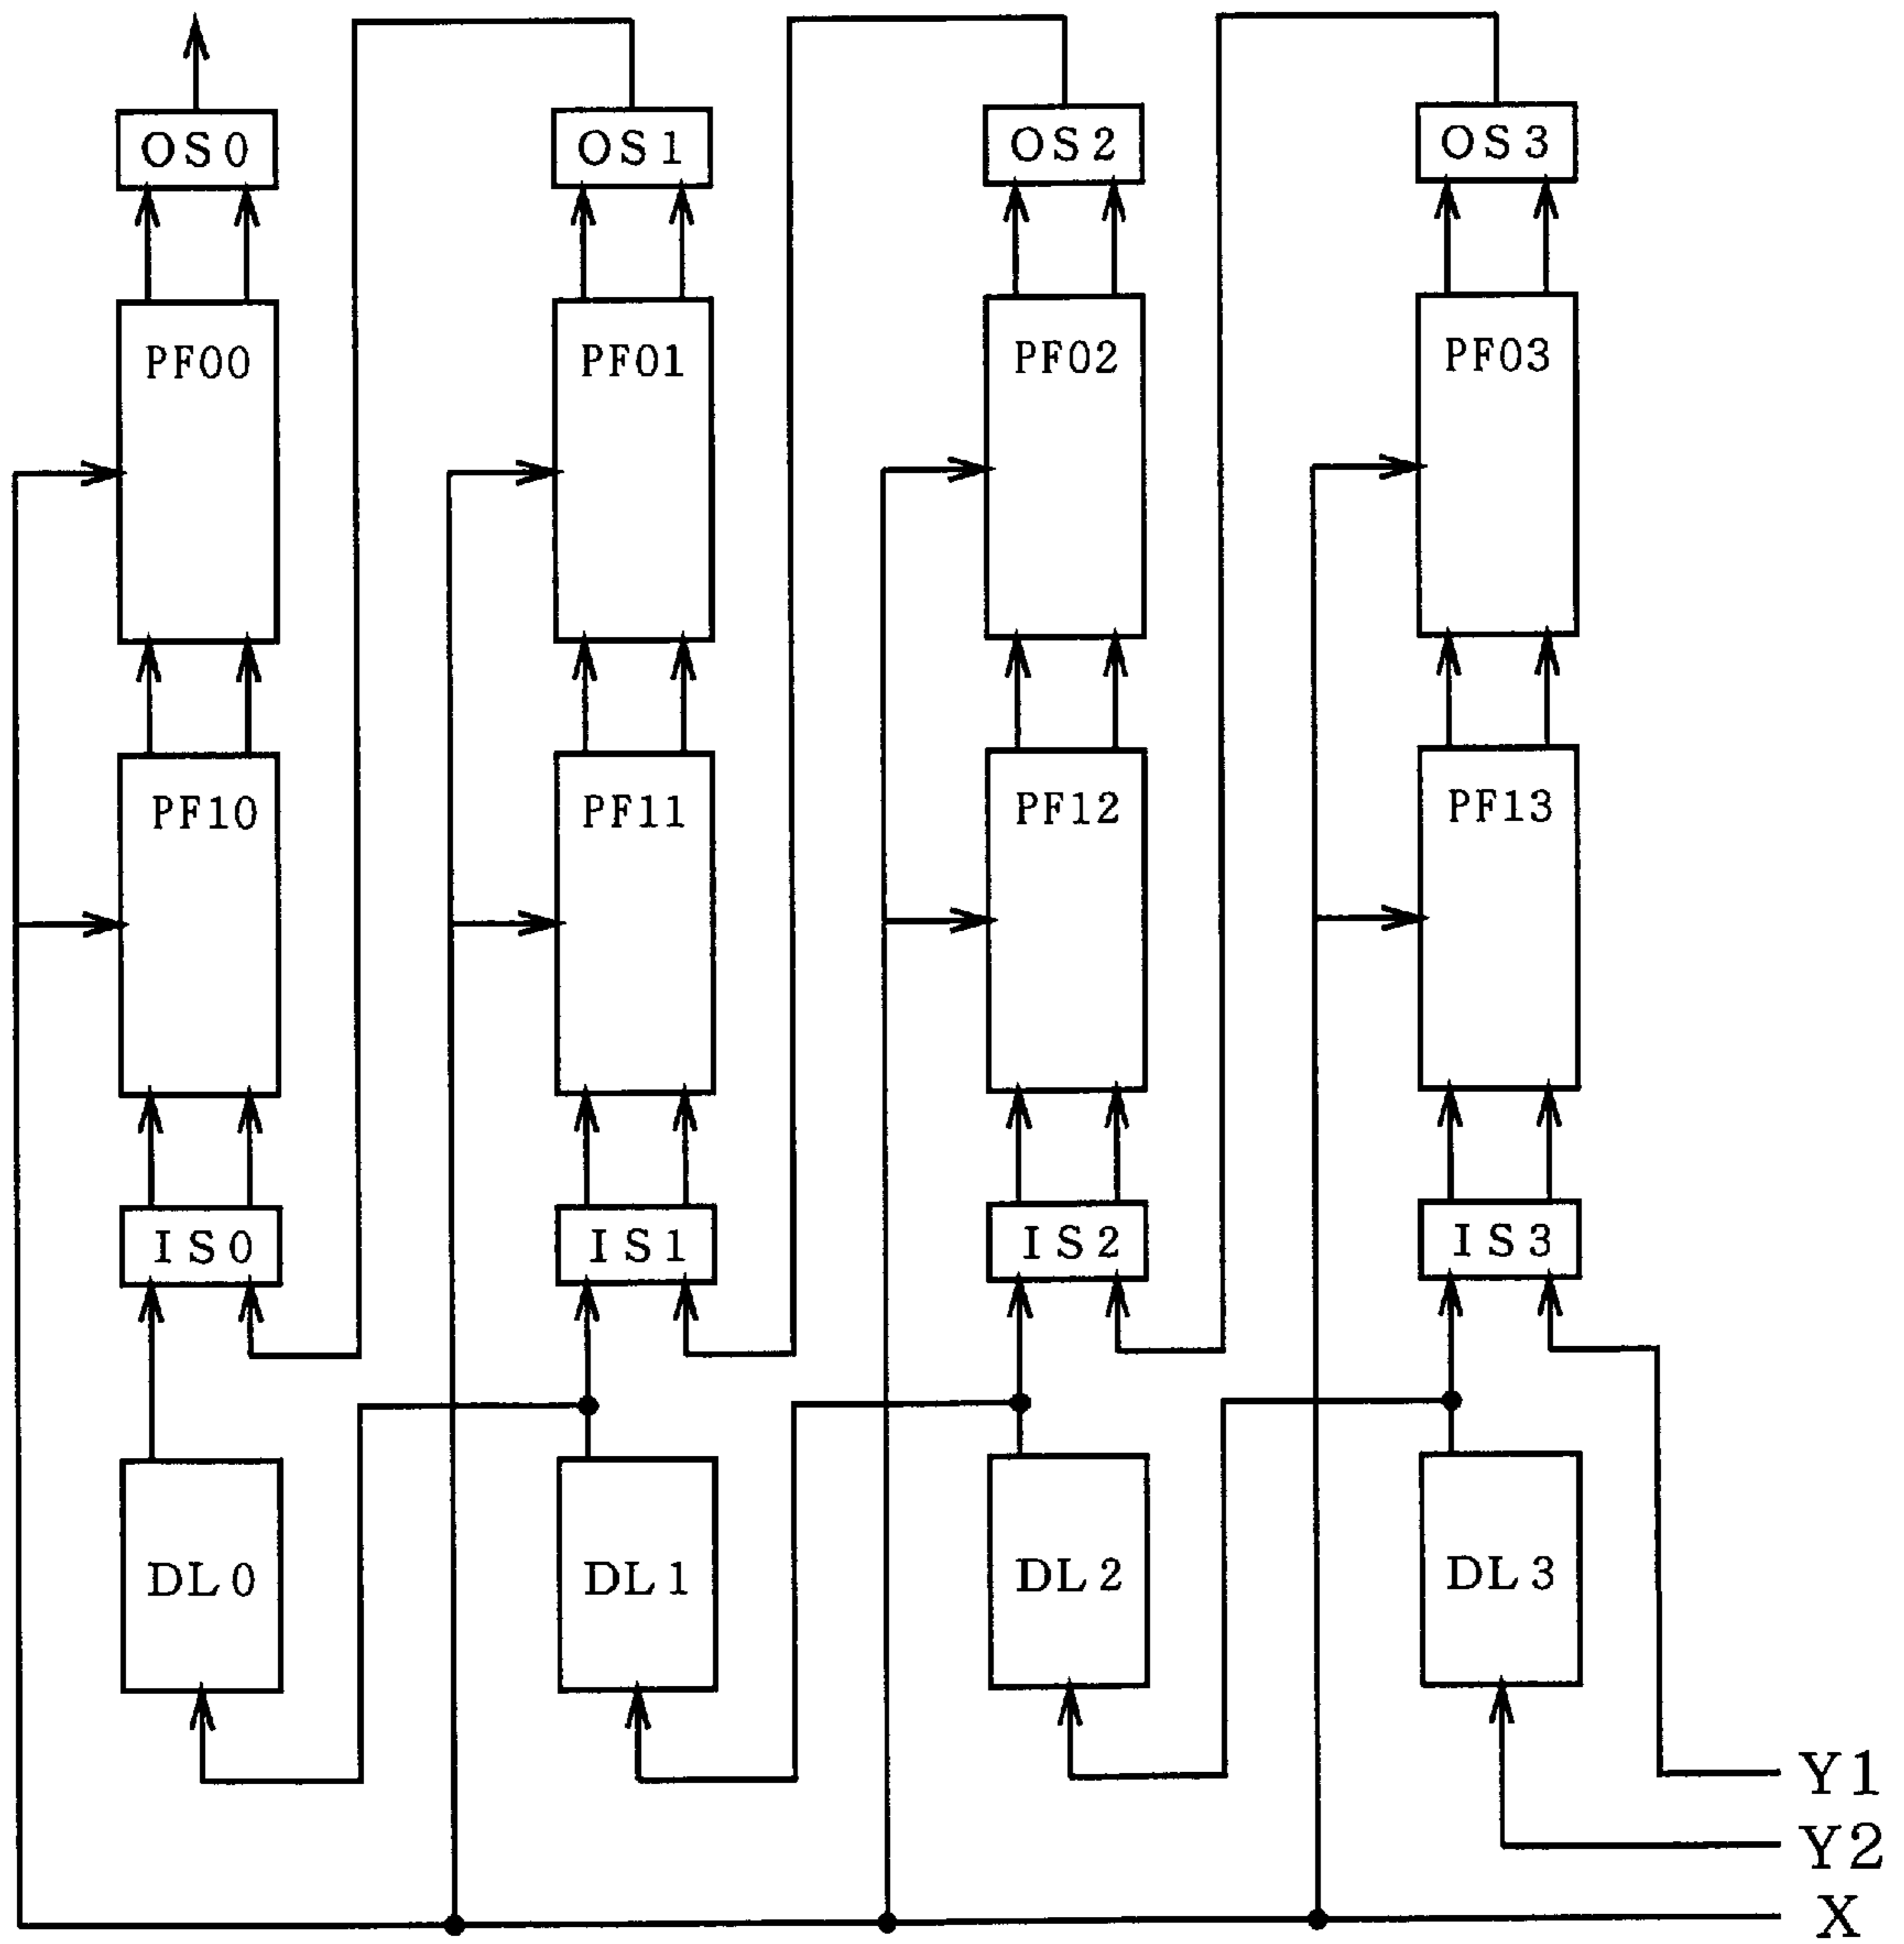 OS0 OS1 OS2 OS3
PF00 PF01 PF02 PF03
PF10 PF11 PF12 PF13
IS0 IS1 IS2 IS3
DL0 DL1 DL2 DL3
Y1
Y2
X